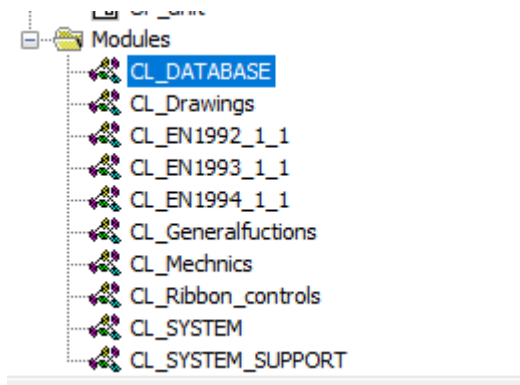 Modules
CL_DATABASE
CL_Drawings
CL_EN1992_1_1
CL_EN1993_1_1
CL_EN1994_1_1
CL_Generalfuctions
CL_Mechnics
CL_Ribbon_controls
CL_SYSTEM
CL_SYSTEM_SUPPORT